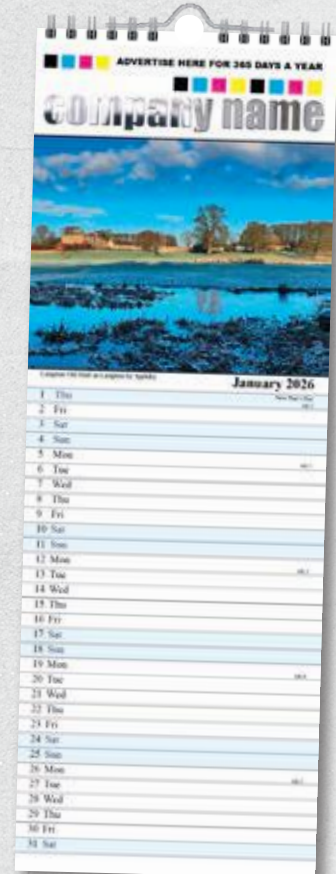 ADVERTISE HERE FOR 365 DAYS A YEAR
company name
January 2026
1 Thu New Year's Day
2 Fri
3 Sat
4 Sun
5 Mon
6 Tue
7 Wed
8 Thu
9 Fri
10 Sat
11 Sun
12 Mon
13 Tue
14 Wed
15 Thu
16 Fri
17 Sat
18 Sun
19 Mon
20 Tue
21 Wed
22 Thu
23 Fri
24 Sat
25 Sun
26 Mon
27 Tue
28 Wed
29 Thu
30 Fri
31 Sat